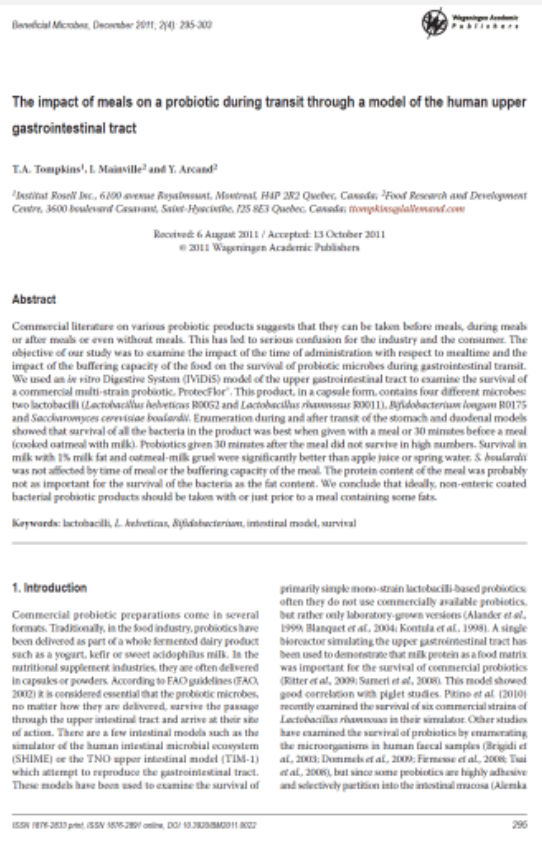 Beneficial Microbes, December 2011; 2(4): 295-303
Wageningen Academic
Publishers
The impact of meals on a probiotic during transit through a model of the human upper
gastrointestinal tract
T.A. Tompkins¹, I. Mainville² and Y. Arcand²
¹Institut Rosell Inc., 6100 avenue Royalmount, Montreal, H4P 2R2 Quebec, Canada; ²Food Research and Development
Centre, 3600 boulevard Casavant, Saint-Hyacinthe, J2S 8E3 Quebec, Canada; ttompkins@lallemand.com
Received: 6 August 2011 / Accepted: 13 October 2011
© 2011 Wageningen Academic Publishers
Abstract
Commercial literature on various probiotic products suggests that they can be taken before meals, during meals
or after meals or even without meals. This has led to serious confusion for the industry and the consumer. The
objective of our study was to examine the impact of the time of administration with respect to mealtime and the
impact of the buffering capacity of the food on the survival of probiotic microbes during gastrointestinal transit.
We used an in vitro Digestive System (IViDiS) model of the upper gastrointestinal tract to examine the survival of
a commercial multi-strain probiotic, ProtecFlor®. This product, in a capsule form, contains four different microbes:
two lactobacilli (Lactobacillus helveticus R0052 and Lactobacillus rhamnosus R0011), Bifidobacterium longum R0175
and Saccharomyces cerevisiae boulardii. Enumeration during and after transit of the stomach and duodenal models
showed that survival of all the bacteria in the product was best when given with a meal or 30 minutes before a meal
(cooked oatmeal with milk). Probiotics given 30 minutes after the meal did not survive in high numbers. Survival in
milk with 1% milk fat and oatmeal-milk gruel were significantly better than apple juice or spring water. S. boulardii
was not affected by time of meal or the buffering capacity of the meal. The protein content of the meal was probably
not as important for the survival of the bacteria as the fat content. We conclude that ideally, non-enteric coated
bacterial probiotic products should be taken with or just prior to a meal containing some fats.
Keywords: lactobacilli, L. helveticus, Bifidobacterium, intestinal model, survival
1. Introduction
Commercial probiotic preparations come in several
formats. Traditionally, in the food industry, probiotics have
been delivered as part of a whole fermented dairy product
such as a yogurt, kefir or sweet acidophilus milk. In the
nutritional supplement industries, they are often delivered
in capsules or powders. According to FAO guidelines (FAO,
2002) it is considered essential that the probiotic microbes,
no matter how they are delivered, survive the passage
through the upper intestinal tract and arrive at their site
of action. There are a few intestinal models such as the
simulator of the human intestinal microbial ecosystem
(SHIME) or the TNO upper intestinal model (TIM-1)
which attempt to reproduce the gastrointestinal tract.
These models have been used to examine the survival of
primarily simple mono-strain lactobacilli-based probiotics;
often they do not use commercially available probiotics,
but rather only laboratory-grown versions (Alander et al.,
1999; Blanquet et al., 2004; Kontula et al., 1998). A single
bioreactor simulating the upper gastrointestinal tract has
been used to demonstrate that milk protein as a food matrix
was important for the survival of commercial probiotics
(Ritter et al., 2009; Sumeri et al., 2008). This model showed
good correlation with piglet studies. Pitino et al. (2010)
recently examined the survival of six commercial strains of
Lactobacillus rhamnosus in their simulator. Other studies
have examined the survival of probiotics by enumerating
the microorganisms in human faecal samples (Brigidi et
al., 2003; Dommels et al., 2009; Firmesse et al., 2008; Tsai
et al., 2008), but since some probiotics are highly adhesive
and selectively partition into the intestinal mucosa (Alemka
ISSN 1876-2833 print, ISSN 1876-2891 online, DOI 10.3920/BM2011.0022
295